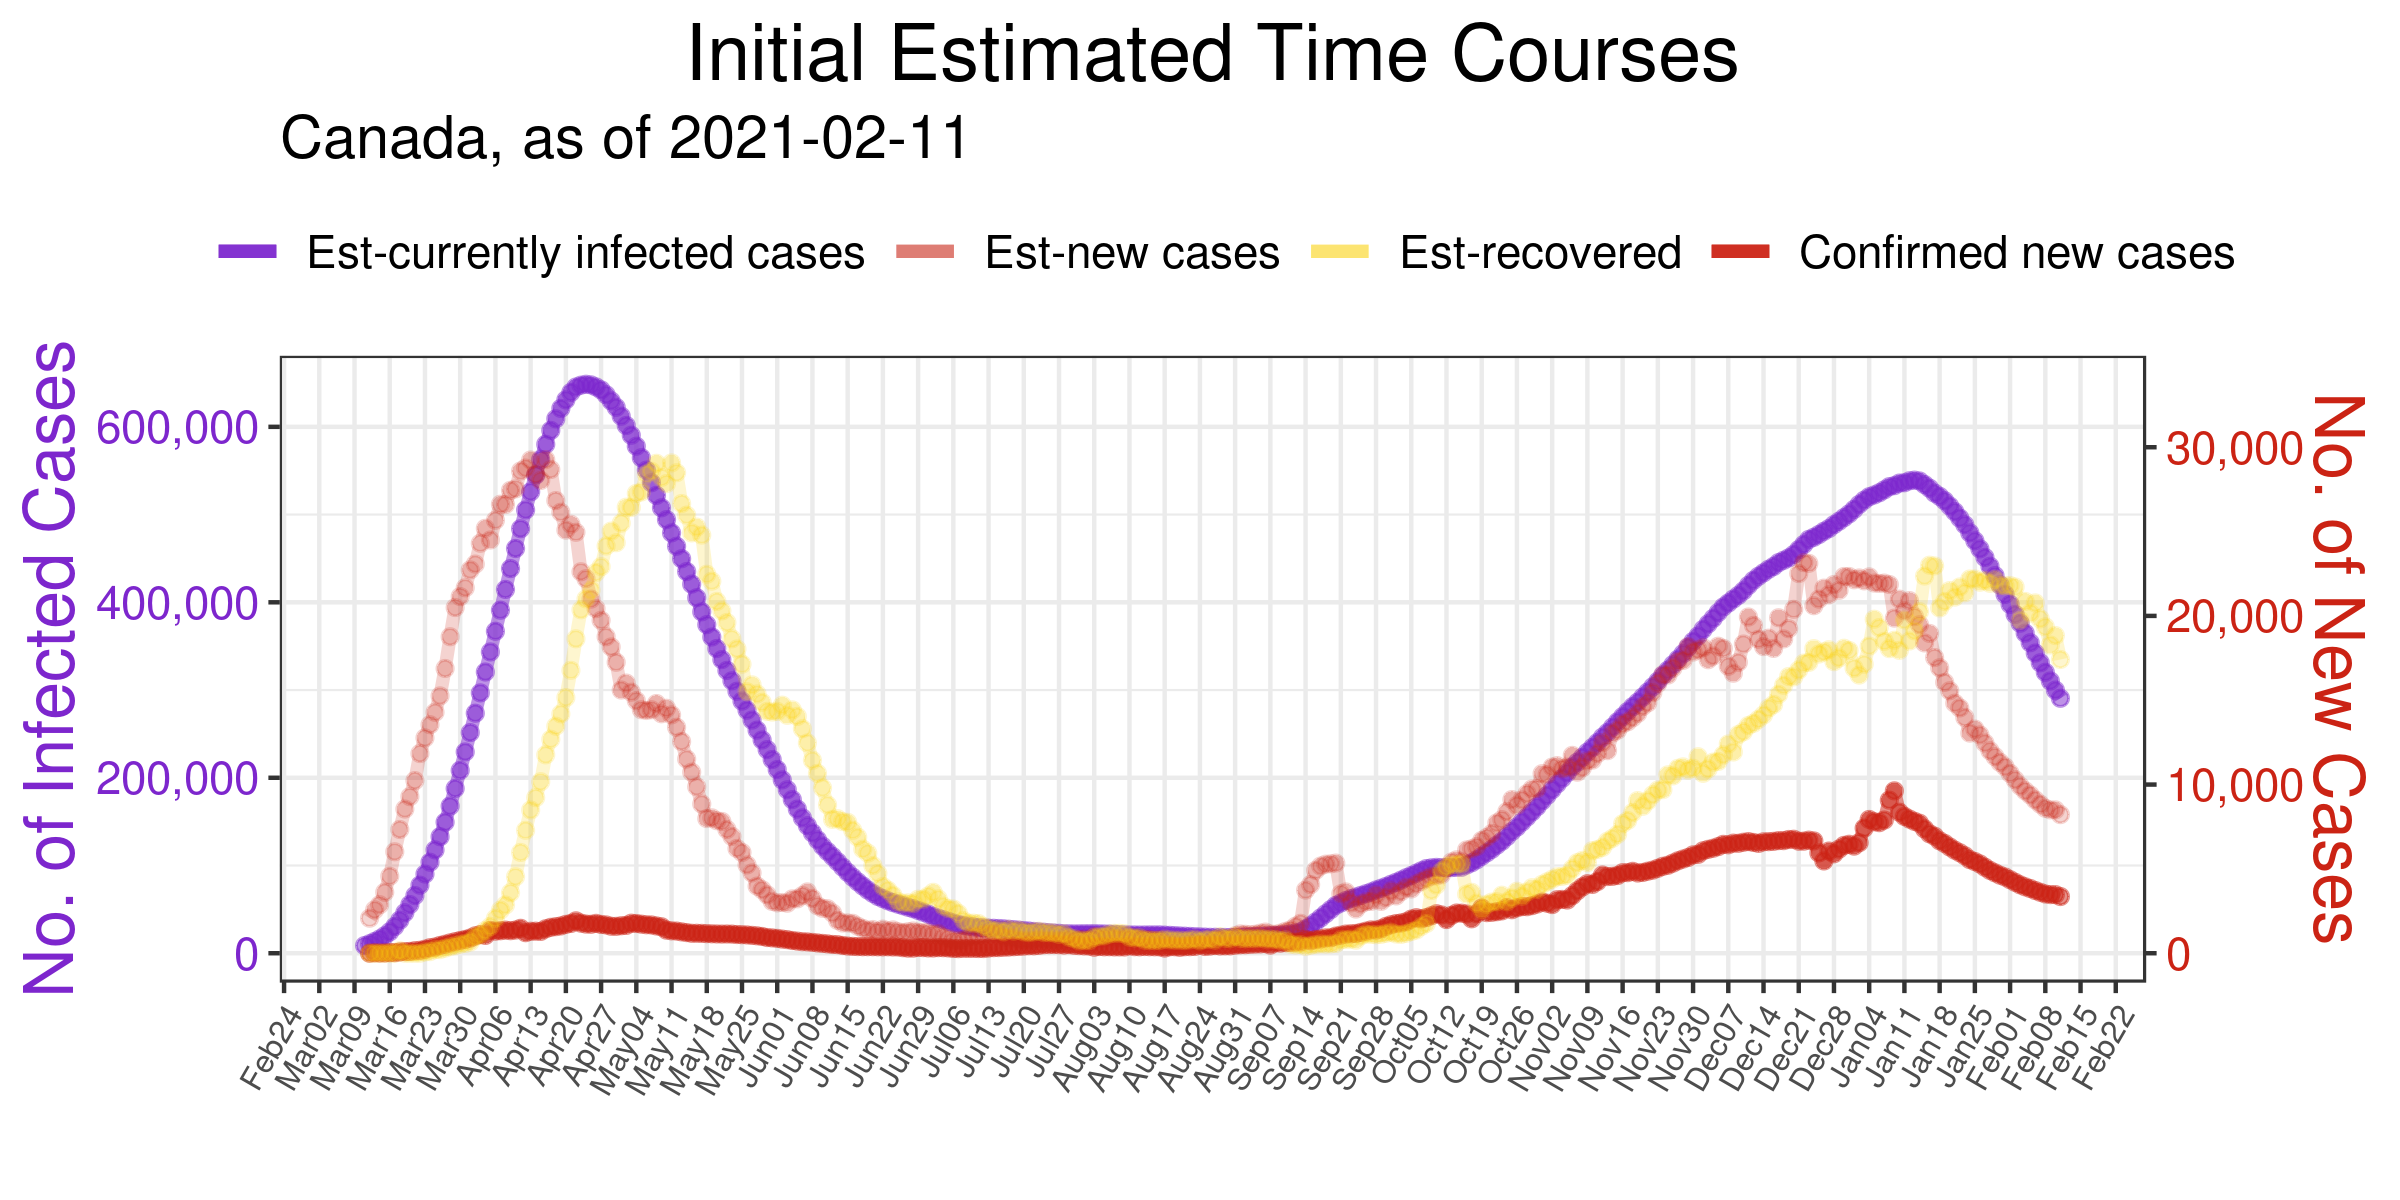 Initial Estimated Time Courses
Canada, as of 2021-02-11
Est-currently infected cases Est-new cases Est-recovered Confirmed new cases
No. of Infected Cases
600,000
400,000
200,000
0
30,000
20,000
10,000
0
No. of New Cases
Feb24 Mar02 Mar09 Mar16 Mar23 Mar30 Apr06 Apr13 Apr20 Apr27 May04 May11 May18 May25 Jun01 Jun08 Jun15 Jun22 Jun29 Jul06 Jul13 Jul20 Jul27 Aug03 Aug10 Aug17 Aug24 Aug31 Sep07 Sep14 Sep21 Sep28 Oct05 Oct12 Oct19 Oct26 Nov02 Nov09 Nov16 Nov23 Nov30 Dec07 Dec14 Dec21 Dec28 Jan04 Jan11 Jan18 Jan25 Feb01 Feb08 Feb15 Feb22